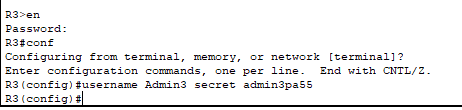 R3>en
Password:
R3#conf
Configuring from terminal, memory, or network [terminal]?
Enter configuration commands, one per line.  End with CNTL/Z.
R3(config)#username Admin3 secret admin3pa55
R3(config)#